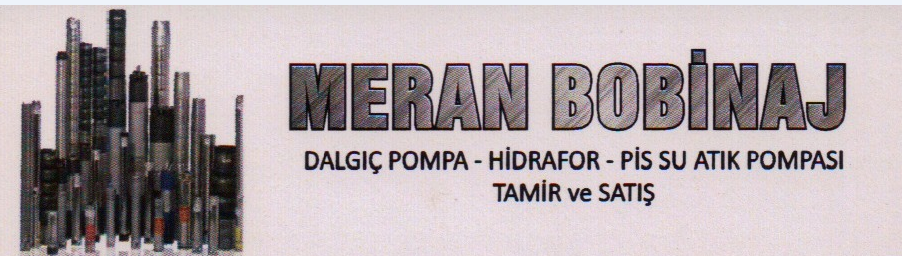 MERAN BOBİNAJ
DALGIÇ POMPA - HİDRAFOR - PİS SU ATIK POMPASI
TAMİR ve SATIŞ